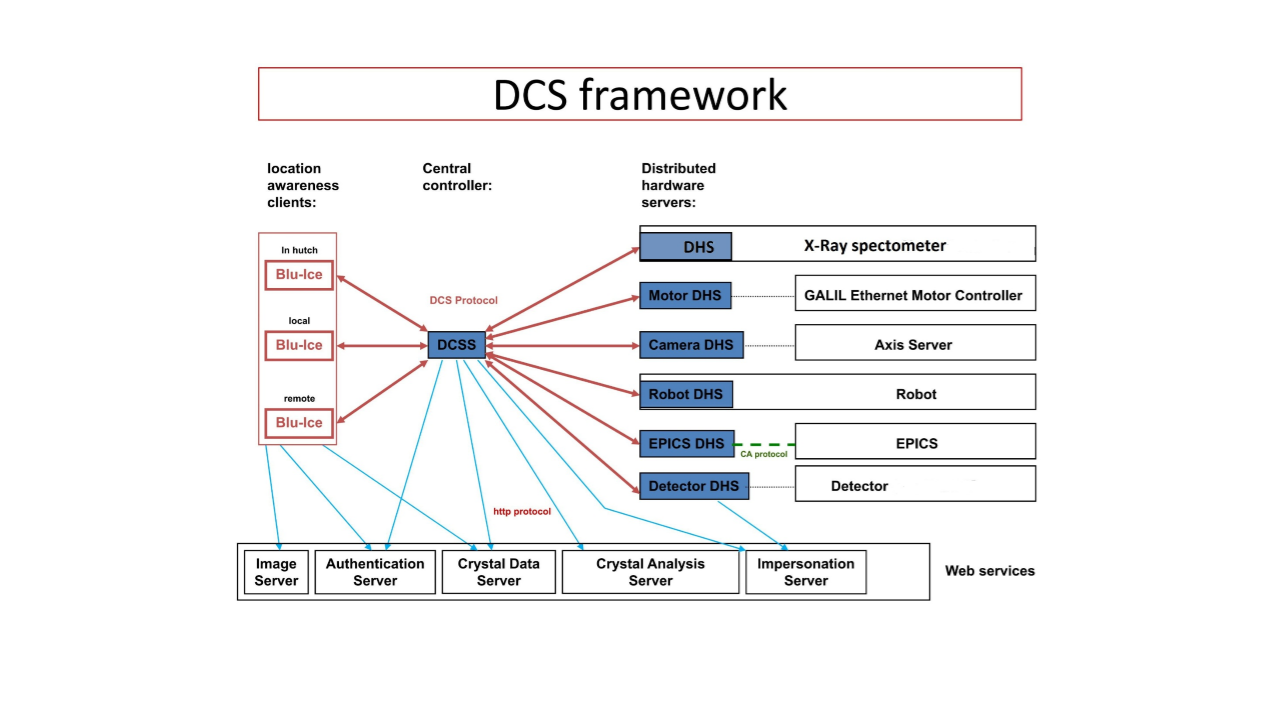 DCS framework
location
awareness
clients:
Central
controller:
Distributed
hardware
servers:
In hutch
Blu-Ice
local
Blu-Ice
remote
Blu-Ice
DCS Protocol
DCSS
DHS
X-Ray spectometer
Motor DHS
GALIL Ethernet Motor Controller
Camera DHS
Axis Server
Robot DHS
Robot
EPICS DHS
CA protocol
EPICS
Detector DHS
Detector
http protocol
Image
Server
Authentication
Server
Crystal Data
Server
Crystal Analysis
Server
Impersonation
Server
Web services